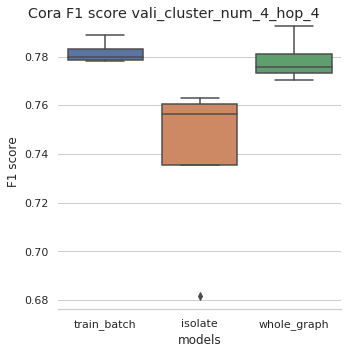 Cora F1 score vali_cluster_num_4_hop_4
F1 score
0.78
0.76
0.74
0.72
0.70
0.68
train_batch
isolate
whole_graph
models